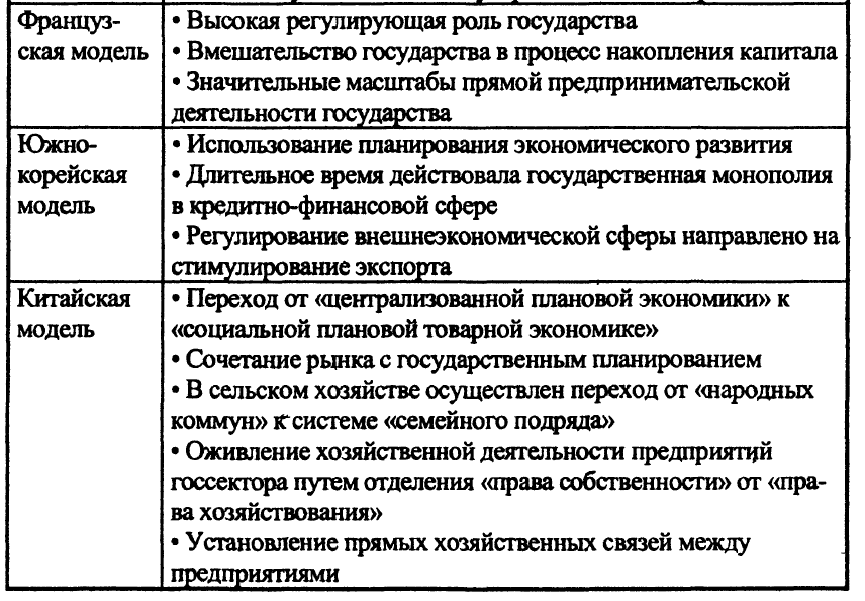 Француз-
ская модель
• Высокая регулирующая роль государства
• Вмешательство государства в процесс накопления капитала
• Значительные масштабы прямой предпринимательской
деятельности государства
Южно-
корейская
модель
• Использование планирования экономического развития
• Длительное время действовала государственная монополия
в кредитно-финансовой сфере
• Регулирование внешнеэкономической сферы направлено на
стимулирование экспорта
Китайская
модель
• Переход от «централизованной плановой экономики» к
«социальной плановой товарной экономике»
• Сочетание рынка с государственным планированием
• В сельском хозяйстве осуществлен переход от «народных
коммун» к системе «семейного подряда»
• Оживление хозяйственной деятельности предприятий
госсектора путем отделения «права собственности» от «пра-
ва хозяйствования»
• Установление прямых хозяйственных связей между
предприятиями